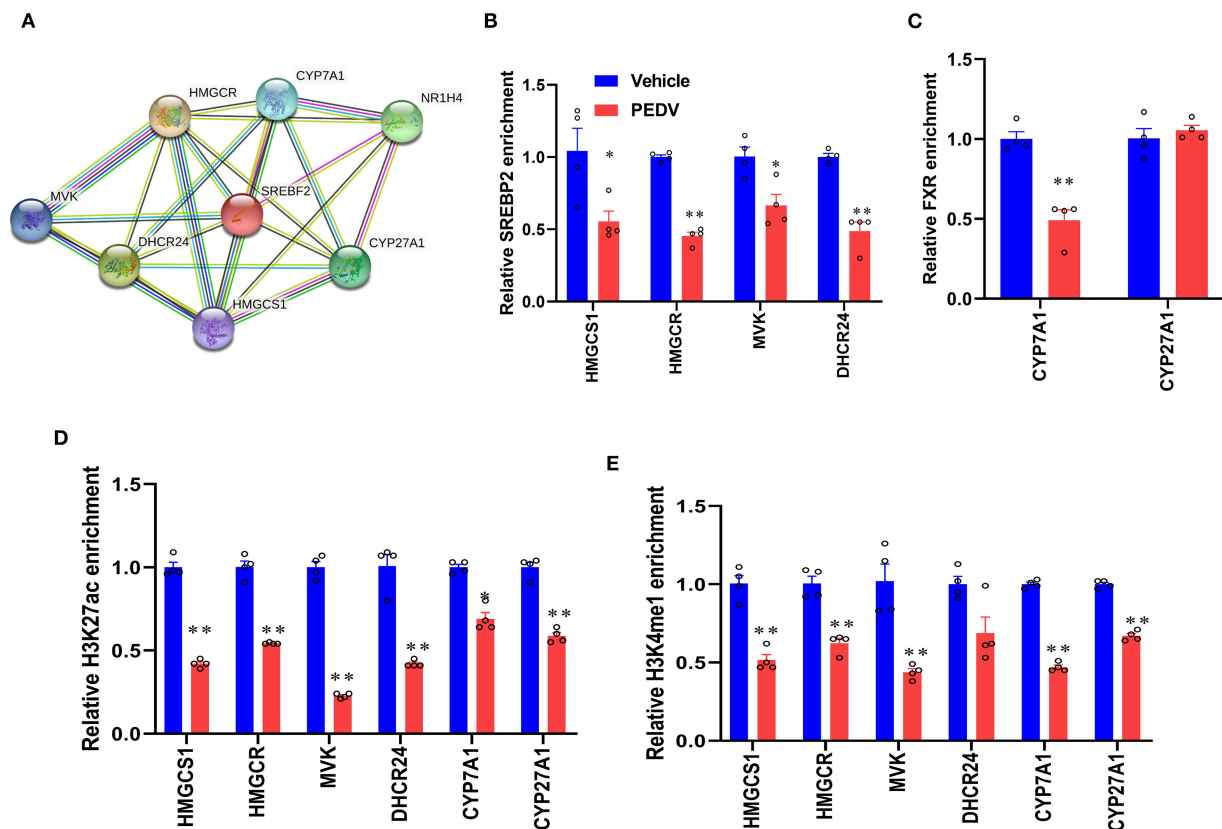 A
HMGCR
CYP7A1
NR1H4
MVK
SREBF2
DHCR24
CYP27A1
HMGCS1
B
Relative SREBP2 enrichment
1.5
1.0
0.5
0.0
Vehicle
PEDV
*
**
*
**
HMGCS1
HMGCR
MVK
DHCR24
C
Relative FXR enrichment
1.5
1.0
0.5
0.0
**
CYP7A1
CYP27A1
D
Relative H3K27ac enrichment
1.5
1.0
0.5
0.0
**
**
**
**
*
**
HMGCS1
HMGCR
MVK
DHCR24
CYP7A1
CYP27A1
E
Relative H3K4me1 enrichment
1.5
1.0
0.5
0.0
**
**
**
**
**
HMGCS1
HMGCR
MVK
DHCR24
CYP7A1
CYP27A1